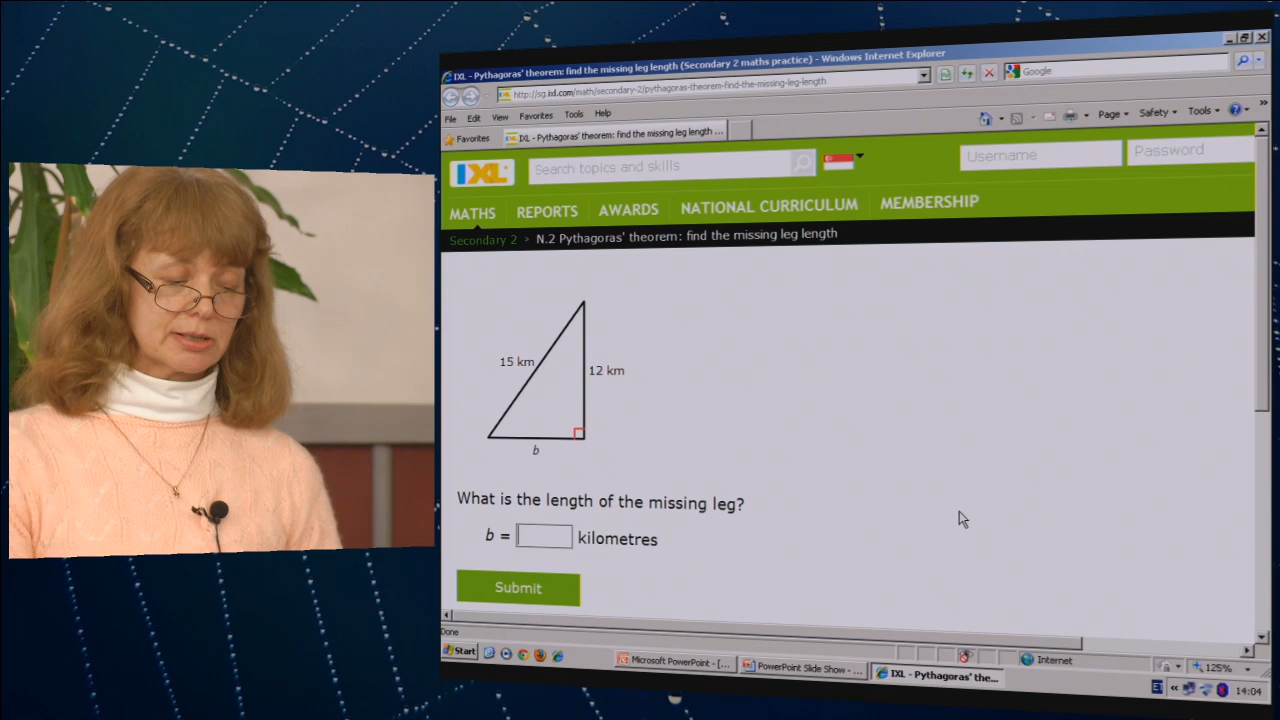 IXL - Pythagoras' theorem: find the missing leg length (Secondary 2 maths practice) - Windows Internet Explorer
http://sg.ixl.com/math/secondary-2/pythagoras-theorem-find-the-missing-leg-length
Google
File Edit View Favorites Tools Help
Favorites
IXL - Pythagoras' theorem: find the missing leg length ...
Page Safety Tools
IXL
Search topics and skills
Username
Password
MATHS REPORTS AWARDS NATIONAL CURRICULUM MEMBERSHIP
Secondary 2 > N.2 Pythagoras' theorem: find the missing leg length
15 km
12 km
b
What is the length of the missing leg?
b = kilometres
Submit
Done
Internet
125%
Start
Microsoft PowerPoint - [...
PowerPoint Slide Show - ...
IXL - Pythagoras' the...
ET
14:04